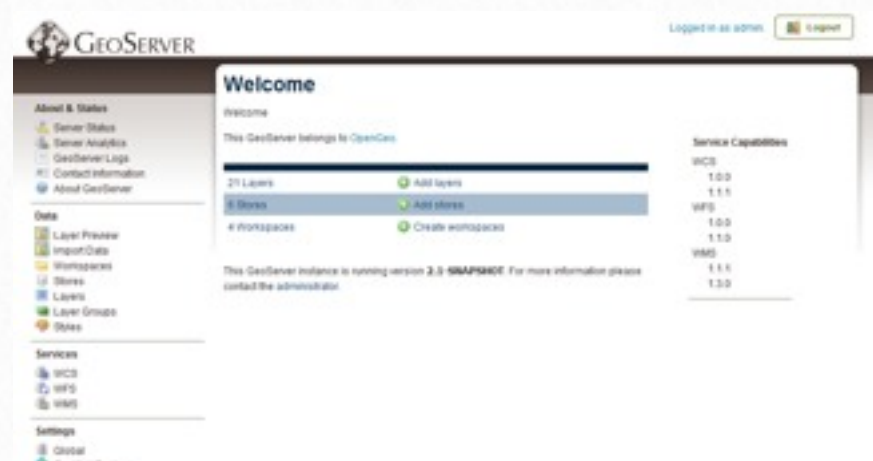 GEOSERVER
Logged in as admin.
Logout
Welcome
Welcome
This GeoServer belongs to OpenGeo.
21 Layers
Add layers
6 Stores
Add stores
4 Workspaces
Create workspaces
This GeoServer instance is running version 2.1-SNAPSHOT. For more information please
contact the administrator.
Service Capabilities
WCS
1.0.0
1.1.1
WFS
1.0.0
1.1.0
WMS
1.1.1
1.3.0
About & Status
Server Status
Server Analytics
GeoServer Logs
Contact Information
About GeoServer
Data
Layer Preview
Import Data
Workspaces
Stores
Layers
Layer Groups
Styles
Services
WCS
WFS
WMS
Settings
Global